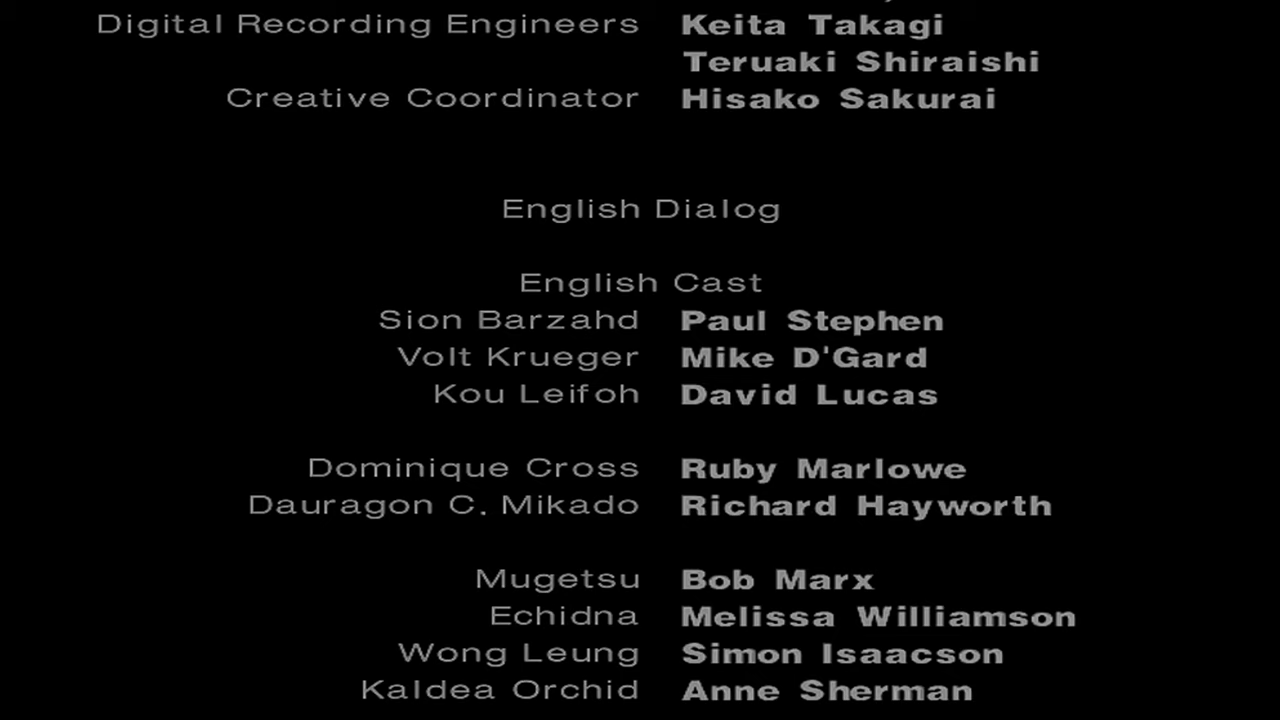 Digital Recording Engineers Keita Takagi
Teruaki Shiraishi
Creative Coordinator Hisako Sakurai
English Dialog
English Cast
Sion Barzahd Paul Stephen
Volt Krueger Mike D'Gard
Kou Leifoh David Lucas
Dominique Cross Ruby Marlowe
Dauragon C. Mikado Richard Hayworth
Mugetsu Bob Marx
Echidna Melissa Williamson
Wong Leung Simon Isaacson
Kaldea Orchid Anne Sherman